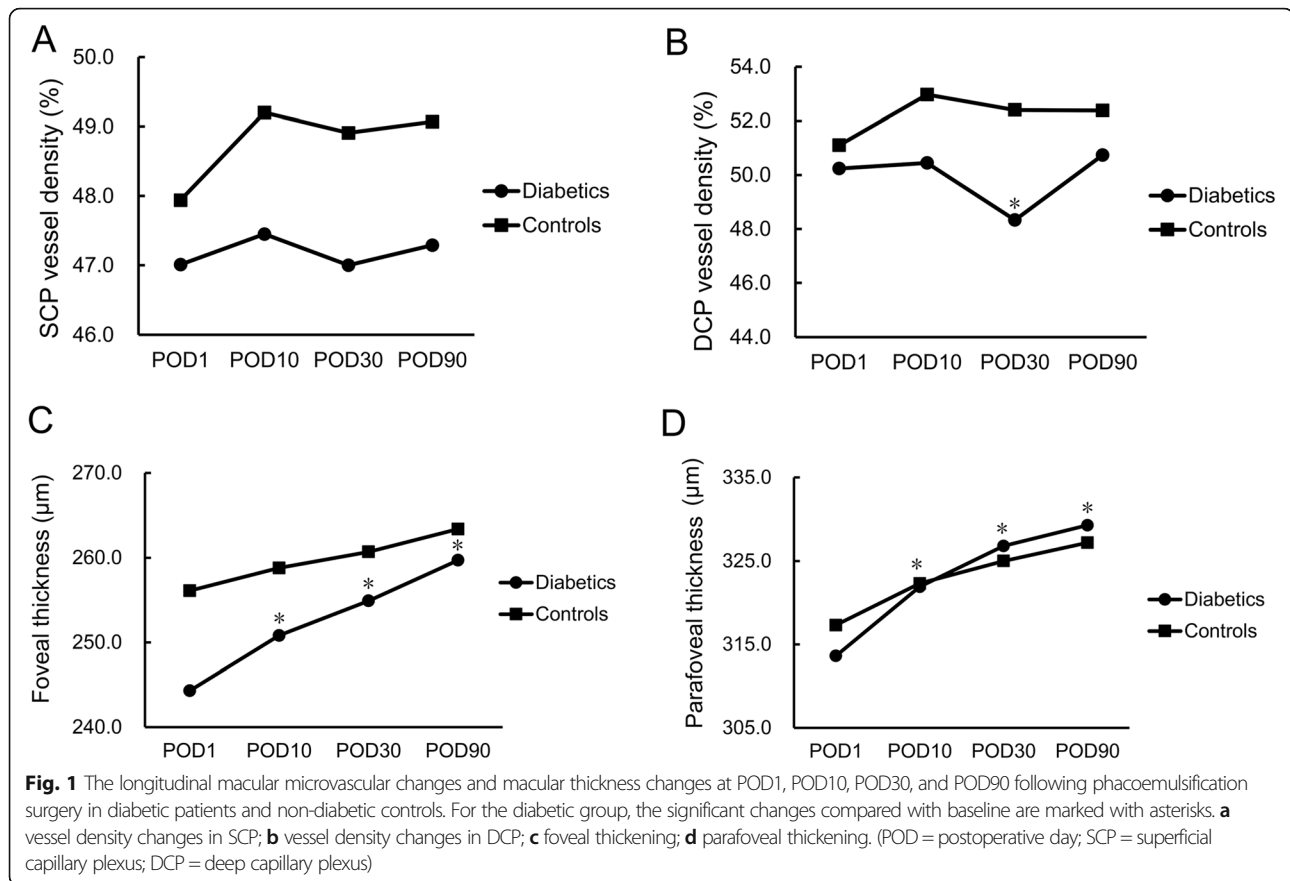 A
50.0
49.0
48.0
47.0
46.0
SCP vessel density (%)
POD1 POD10 POD30 POD90
Diabetics
Controls
B
54.0
52.0
50.0
48.0
46.0
44.0
DCP vessel density (%)
*
POD1 POD10 POD30 POD90
Diabetics
Controls
C
270.0
260.0
250.0
240.0
Foveal thickness (µm)
* * *
POD1 POD10 POD30 POD90
Diabetics
Controls
D
335.0
325.0
315.0
305.0
Parafoveal thickness (µm)
* * *
POD1 POD10 POD30 POD90
Diabetics
Controls
Fig. 1 The longitudinal macular microvascular changes and macular thickness changes at POD1, POD10, POD30, and POD90 following phacoemulsification
surgery in diabetic patients and non-diabetic controls. For the diabetic group, the significant changes compared with baseline are marked with asterisks. a
vessel density changes in SCP; b vessel density changes in DCP; c foveal thickening; d parafoveal thickening. (POD = postoperative day; SCP = superficial
capillary plexus; DCP = deep capillary plexus)